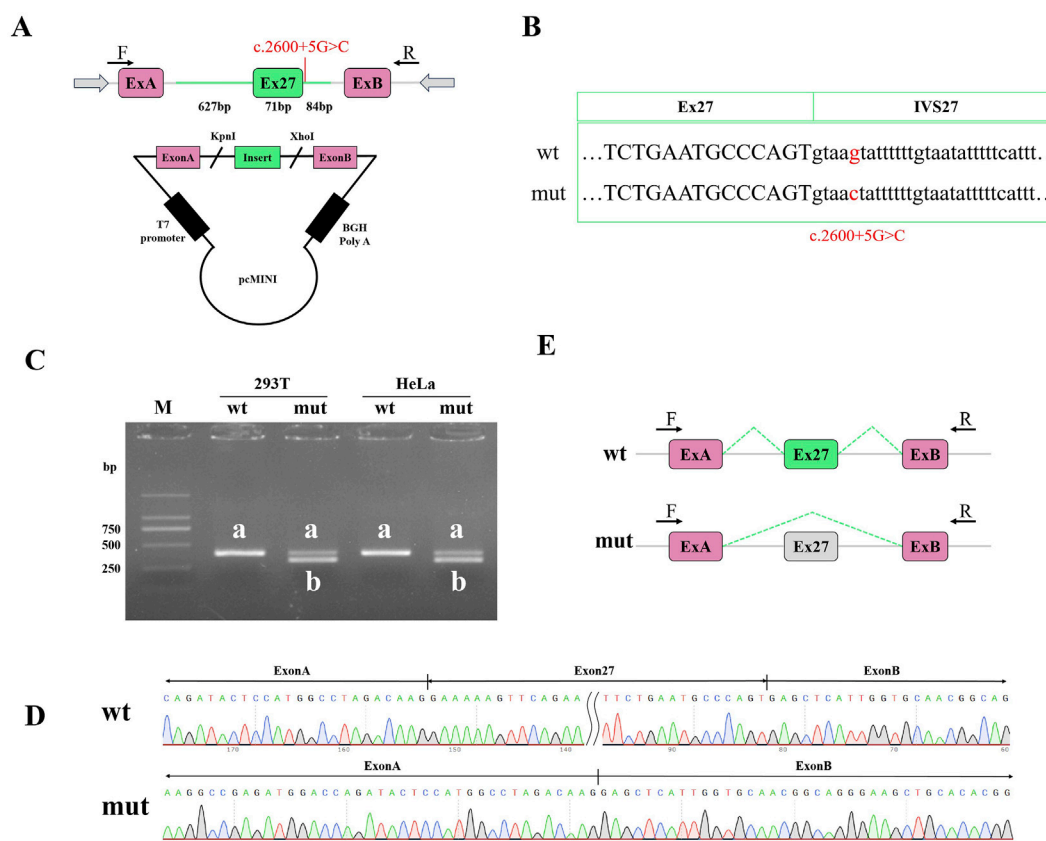 A
F
c.2600+5G>C
R
ExA
Ex27
ExB
627bp
71bp
84bp
KpnI
XhoI
ExonA
Insert
ExonB
T7
promoter
BGH
Poly A
pcMINI
B
Ex27
IVS27
wt
...TCTGAATGCCCAGTgtaagtattttttgtaatatttttcattt...
mut
...TCTGAATGCCCAGTgtaactattttttgtaatatttttcattt...
c.2600+5G>C
C
293T
HeLa
M
wt
mut
wt
mut
bp
750
500
250
a
a
a
a
b
b
E
F
R
wt
ExA
Ex27
ExB
F
R
mut
ExA
Ex27
ExB
D
ExonA
Exon27
ExonB
wt
CAGATACTCCATGGCCTAGACAAGGAAAAAGTTCAGAA
TTCTGAATGCCCAGTGAGCTCATTGGTGCAACGGCAG
170
160
150
140
90
80
70
60
ExonA
ExonB
mut
AAGGCCGAGATGGACCAGATACTCCATGGCCTAGACAAGGAGCTCATTGGTGCAACGGCAGGGAAGCTGCACACGG